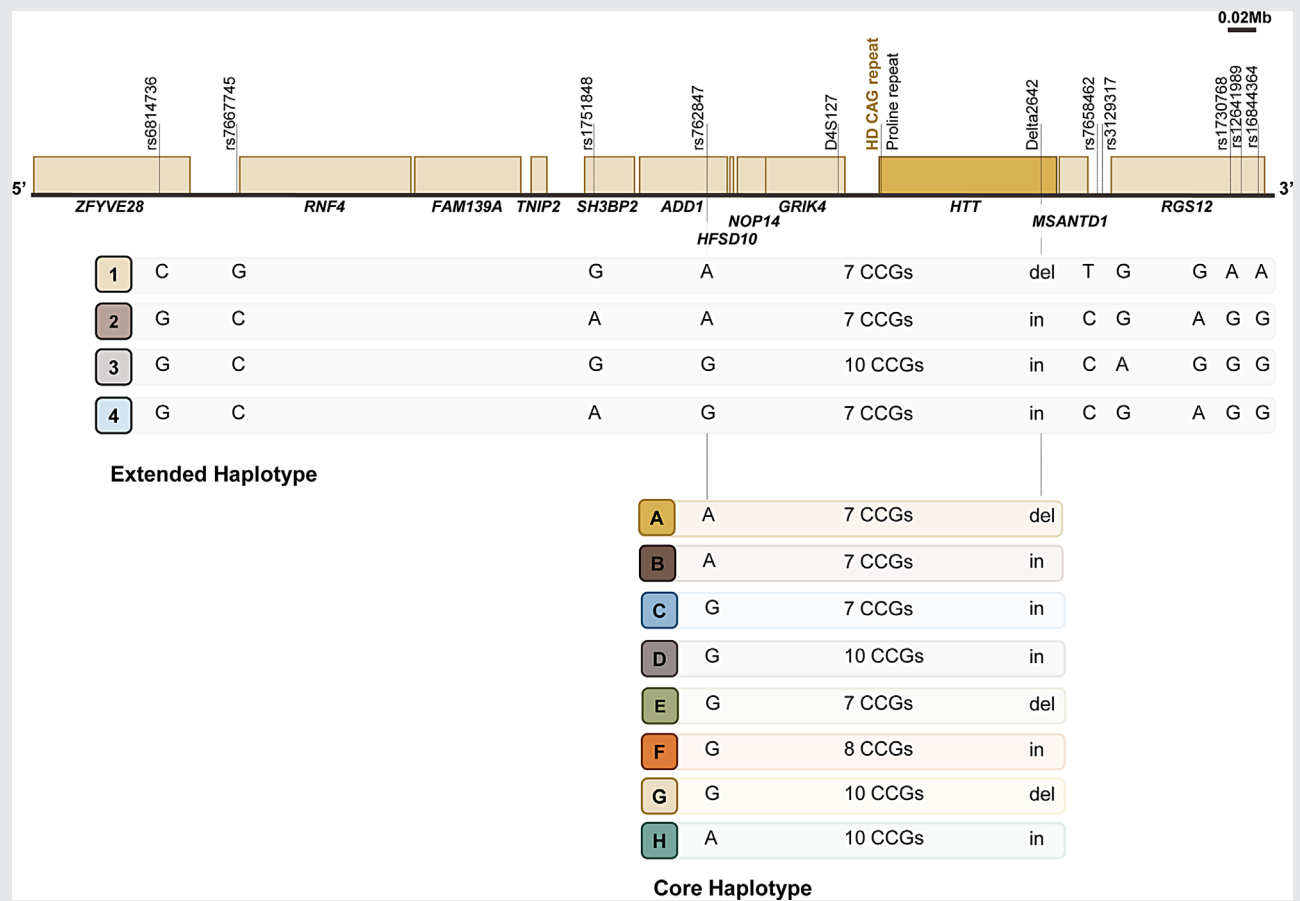 0.02Mb
rs6814736
rs7667745
rs1751848
rs762847
D4S127
HD CAG repeat
Proline repeat
Delta2642
rs7658462
rs3129317
rs1730768
rs12641989
rs16844364
5’ 3’
ZFYVE28 RNF4 FAM139A TNIP2 SH3BP2 ADD1 GRIK4 HTT RGS12
NOP14 MSANTD1
HFSD10
1 C G G A 7 CCGs del T G G A A
2 G C A A 7 CCGs in C G A G G
3 G C G G 10 CCGs in C A G G G
4 G C A G 7 CCGs in C G A G G
Extended Haplotype
A A 7 CCGs del
B A 7 CCGs in
C G 7 CCGs in
D G 10 CCGs in
E G 7 CCGs del
F G 8 CCGs in
G G 10 CCGs del
H A 10 CCGs in
Core Haplotype